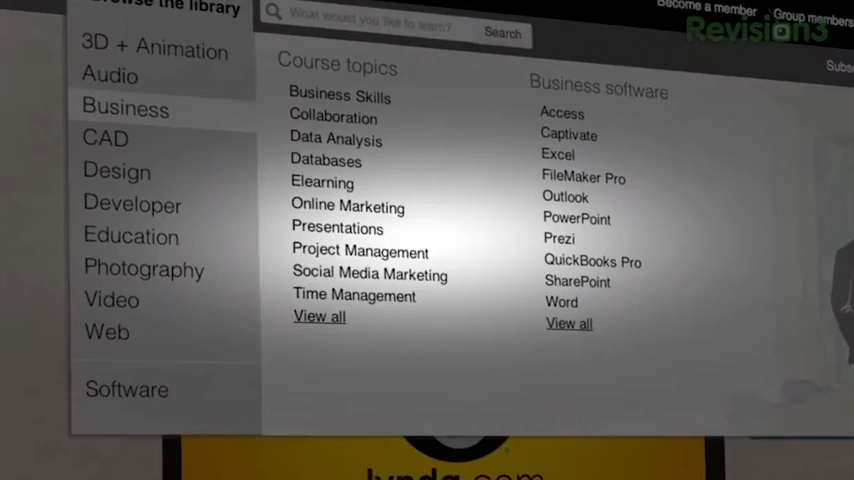 Browse the library
What would you like to learn?
Search
Become a member
Group members
Revision3
Subs
3D + Animation
Audio
Business
CAD
Design
Developer
Education
Photography
Video
Web
Software
Course topics
Business Skills
Collaboration
Data Analysis
Databases
Elearning
Online Marketing
Presentations
Project Management
Social Media Marketing
Time Management
View all
Business software
Access
Captivate
Excel
FileMaker Pro
Outlook
PowerPoint
Prezi
QuickBooks Pro
SharePoint
Word
View all
lynda.com